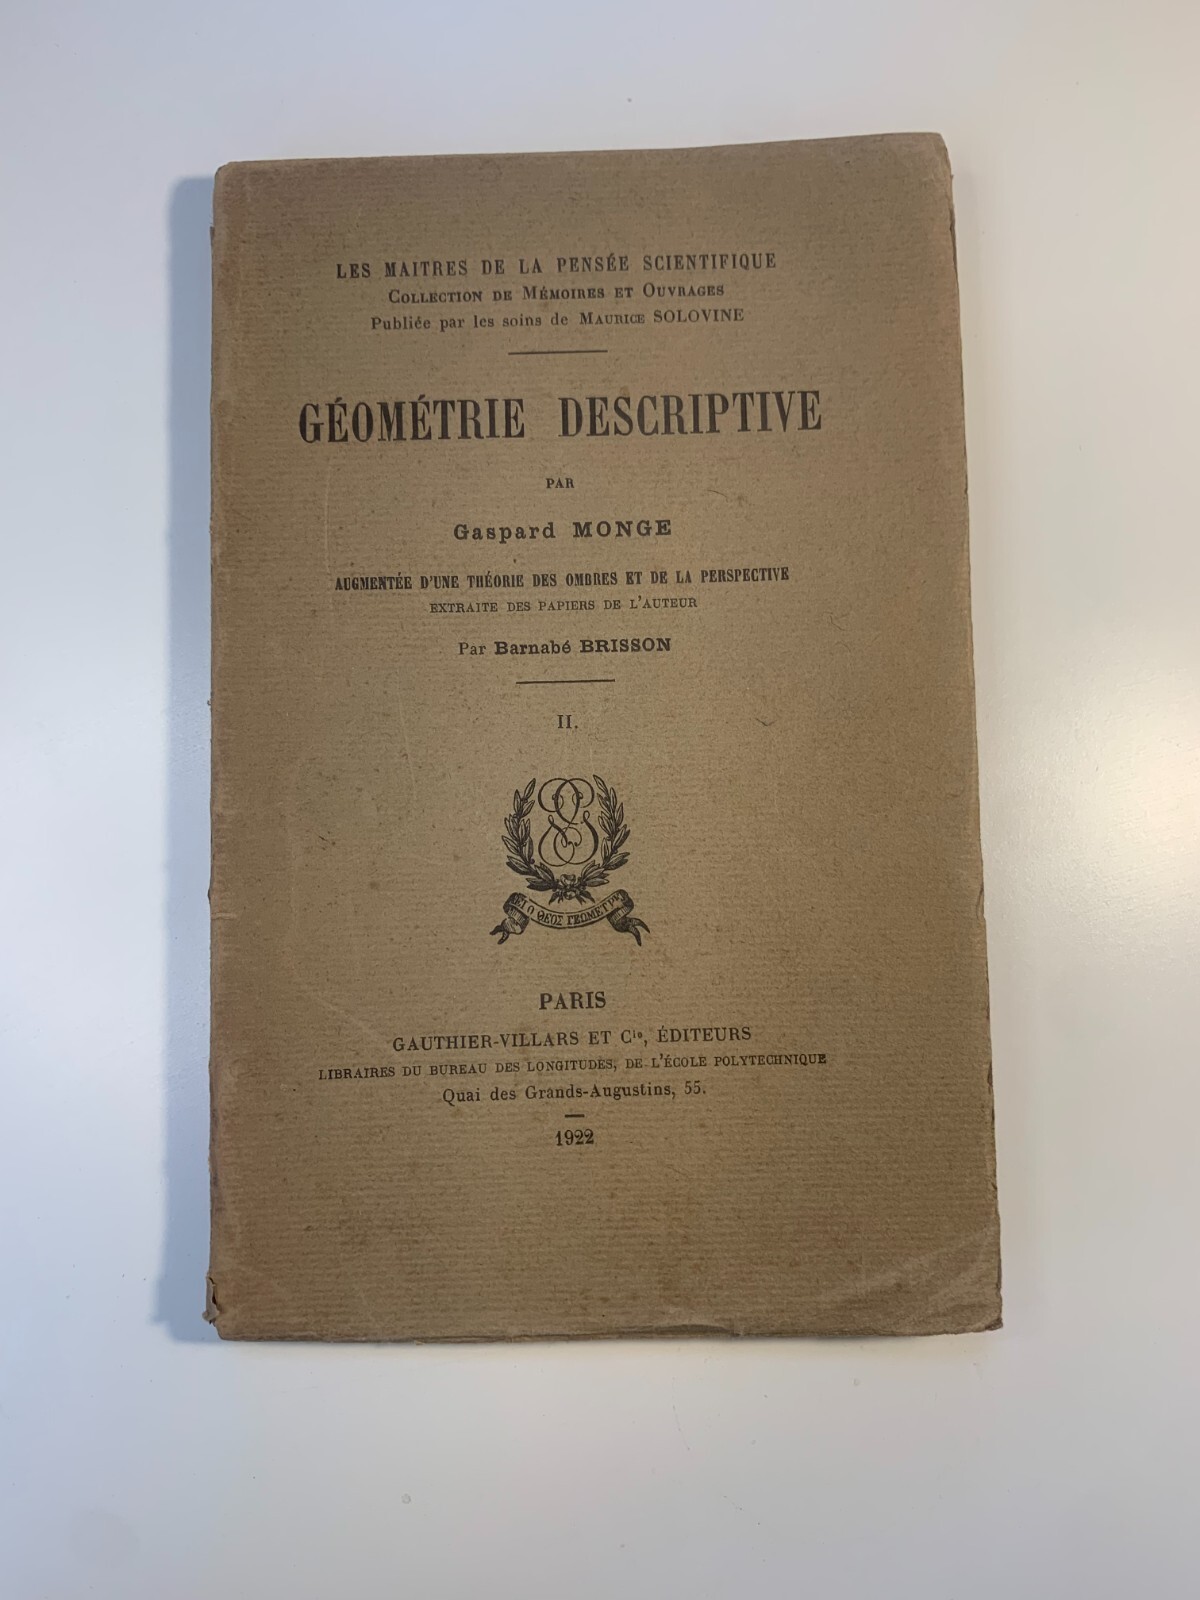 LES MAITRES DE LA PENSÉE SCIENTIFIQUE
COLLECTION DE MÉMOIRES ET OUVRAGES
Publiée par les soins de MAURICE SOLOVINE
GÉOMÉTRIE DESCRIPTIVE
PAR
Gaspard MONGE
AUGMENTÉE D'UNE THÉORIE DES OMBRES ET DE LA PERSPECTIVE
EXTRAITE DES PAPIERS DE L'AUTEUR
Par Barnabé BRISSON
II.
Ο ΘΕΟΣ
PARIS
GAUTHIER-VILLARS ET Cie, ÉDITEURS
LIBRAIRES DU BUREAU DES LONGITUDES, DE L'ÉCOLE POLYTECHNIQUE
Quai des Grands-Augustins, 55.
1922